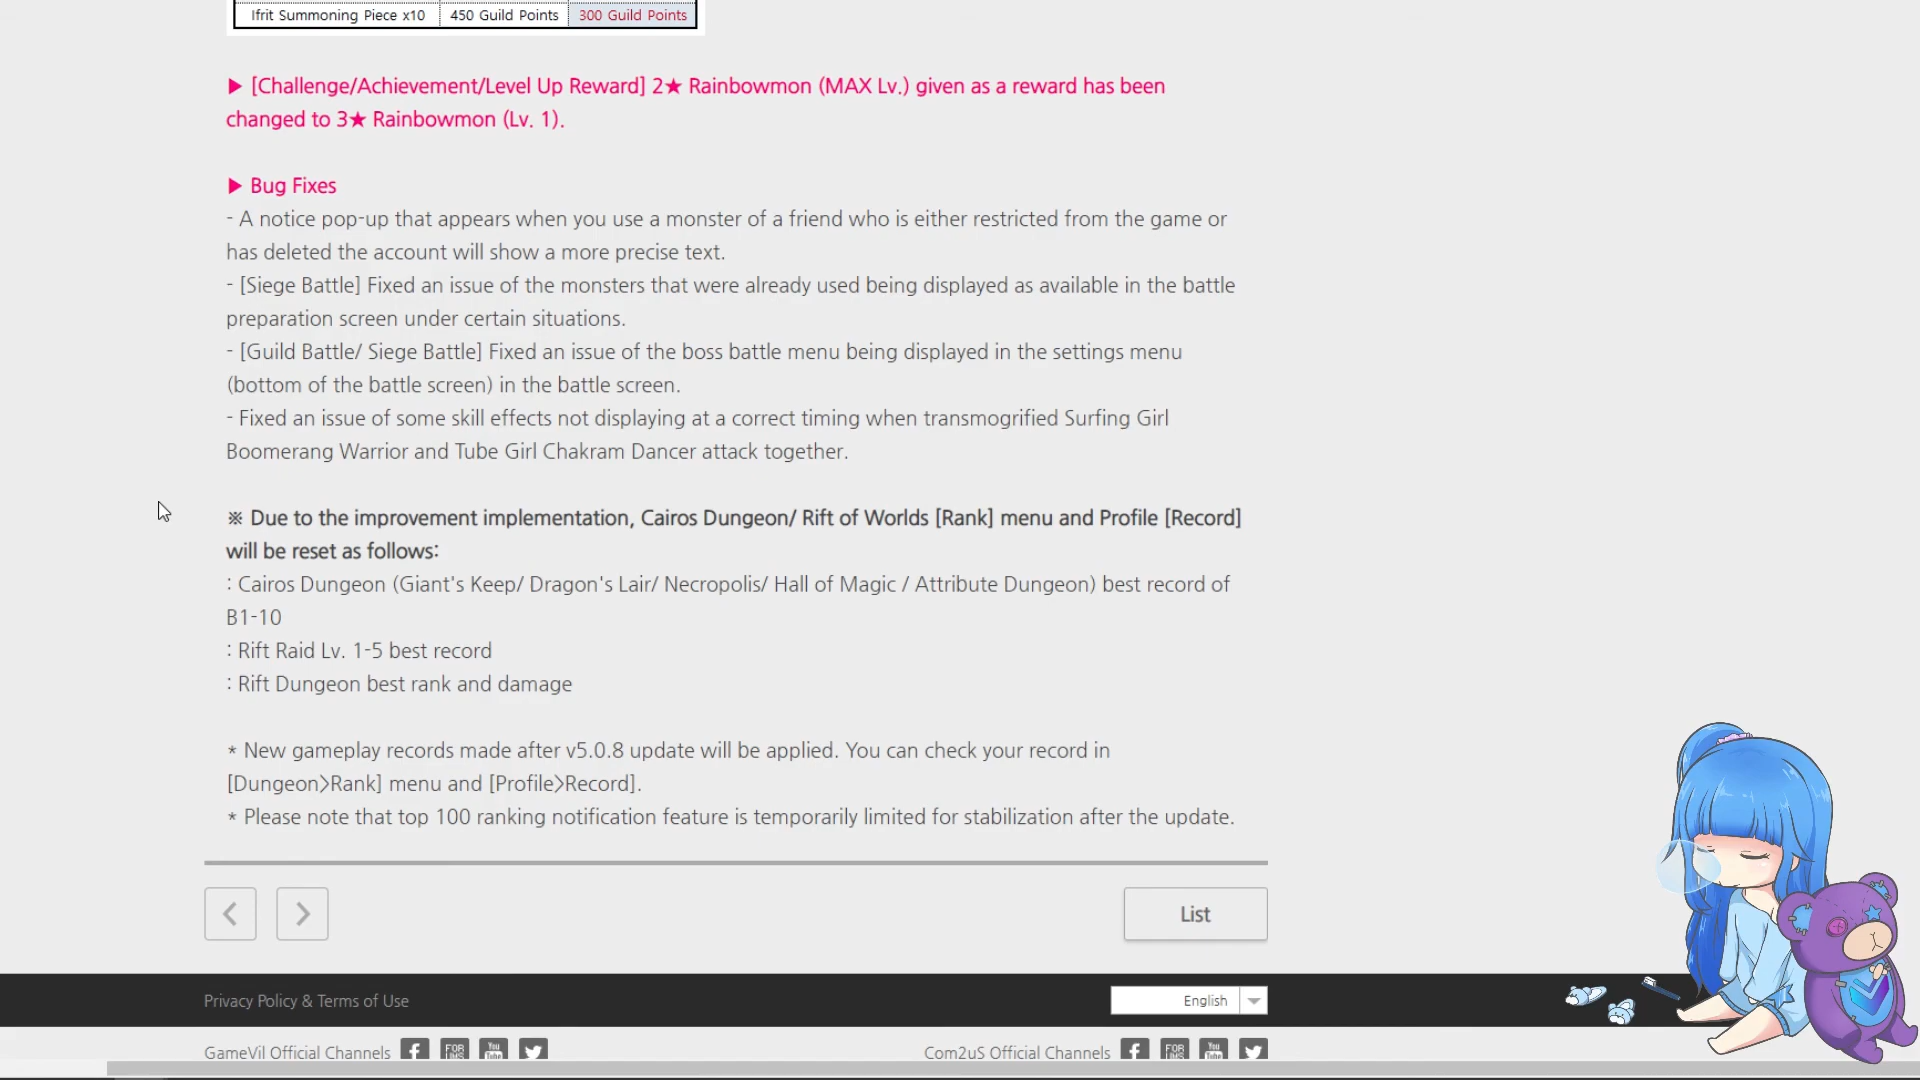 Ifrit Summoning Piece x10 450 Guild Points 300 Guild Points
▶ [Challenge/Achievement/Level Up Reward] 2★ Rainbowmon (MAX Lv.) given as a reward has been
changed to 3★ Rainbowmon (Lv. 1).
▶ Bug Fixes
- A notice pop-up that appears when you use a monster of a friend who is either restricted from the game or
has deleted the account will show a more precise text.
- [Siege Battle] Fixed an issue of the monsters that were already used being displayed as available in the battle
preparation screen under certain situations.
- [Guild Battle/ Siege Battle] Fixed an issue of the boss battle menu being displayed in the settings menu
(bottom of the battle screen) in the battle screen.
- Fixed an issue of some skill effects not displaying at a correct timing when transmogrified Surfing Girl
Boomerang Warrior and Tube Girl Chakram Dancer attack together.
※ Due to the improvement implementation, Cairos Dungeon/ Rift of Worlds [Rank] menu and Profile [Record]
will be reset as follows:
: Cairos Dungeon (Giant's Keep/ Dragon's Lair/ Necropolis/ Hall of Magic / Attribute Dungeon) best record of
B1-10
: Rift Raid Lv. 1-5 best record
: Rift Dungeon best rank and damage
* New gameplay records made after v5.0.8 update will be applied. You can check your record in
[Dungeon>Rank] menu and [Profile>Record].
* Please note that top 100 ranking notification feature is temporarily limited for stabilization after the update.
List
Privacy Policy & Terms of Use English
GameVil Official Channels FOR UMS You Tube Com2uS Official Channels FOR UMS You Tube